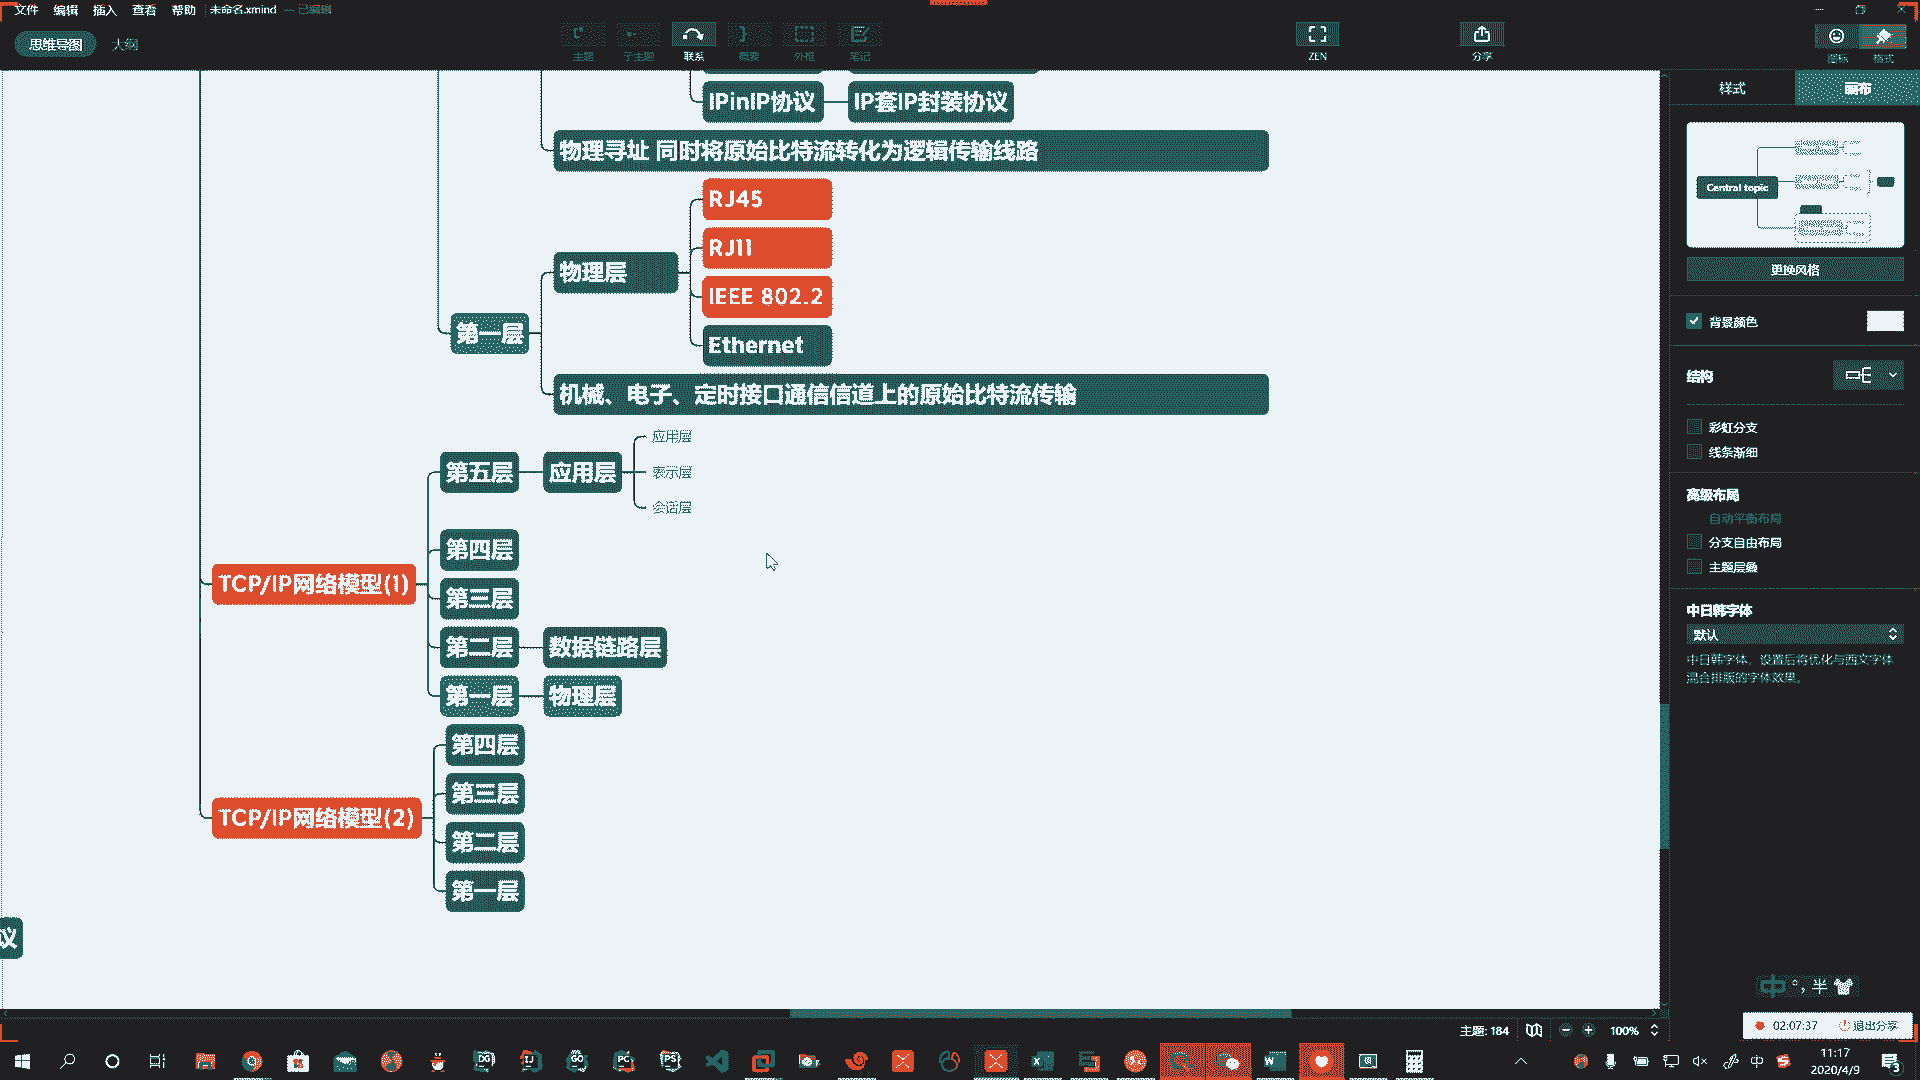 文件 编辑 插入 查看 帮助 未命名.xmind — 已编辑
思维导图 大纲
主题 子主题 联系 概要 外框 笔记 ZEN 分享 图标 格式
样式 画布
IPinIP协议 IP套IP封装协议
物理寻址 同时将原始比特流转化为逻辑传输线路
第一层
物理层
RJ45
RJ11
IEEE 802.2
Ethernet
机械、电子、定时接口通信信道上的原始比特流传输
TCP/IP网络模型(1)
第五层 应用层
应用层
表示层
会话层
第四层
第三层
第二层 数据链路层
第一层 物理层
TCP/IP网络模型(2)
第四层
第三层
第二层
第一层
议
Central topic
更换风格
背景颜色
结构
彩虹分支
线条渐细
高级布局
自动平衡布局
分支自由布局
主题层叠
中日韩字体
默认
中日韩字体，设置后将优化与西文字体
混合排版的字体效果。
中 °, 半
02:07:37 退出分享
主题: 184 100%
DG IJ GO PC PS
中
11:17
2020/4/9
3